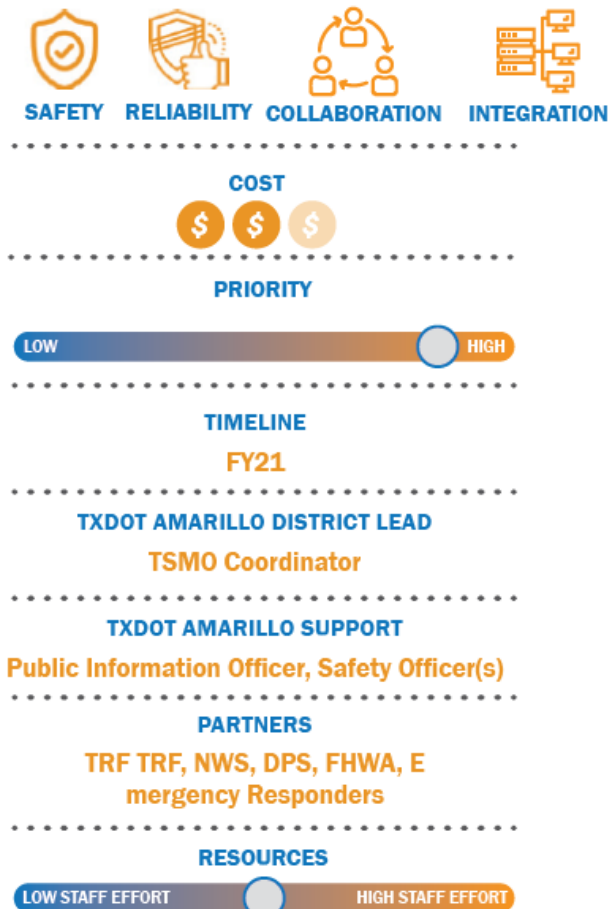 SAFETY RELIABILITY COLLABORATION INTEGRATION
COST
$ $ $
PRIORITY
LOW HIGH
TIMELINE
FY21
TXDOT AMARILLO DISTRICT LEAD
TSMO Coordinator
TXDOT AMARILLO SUPPORT
Public Information Officer, Safety Officer(s)
PARTNERS
TRF TRF, NWS, DPS, FHWA, E
mergency Responders
RESOURCES
LOW STAFF EFFORT HIGH STAFF EFFORT